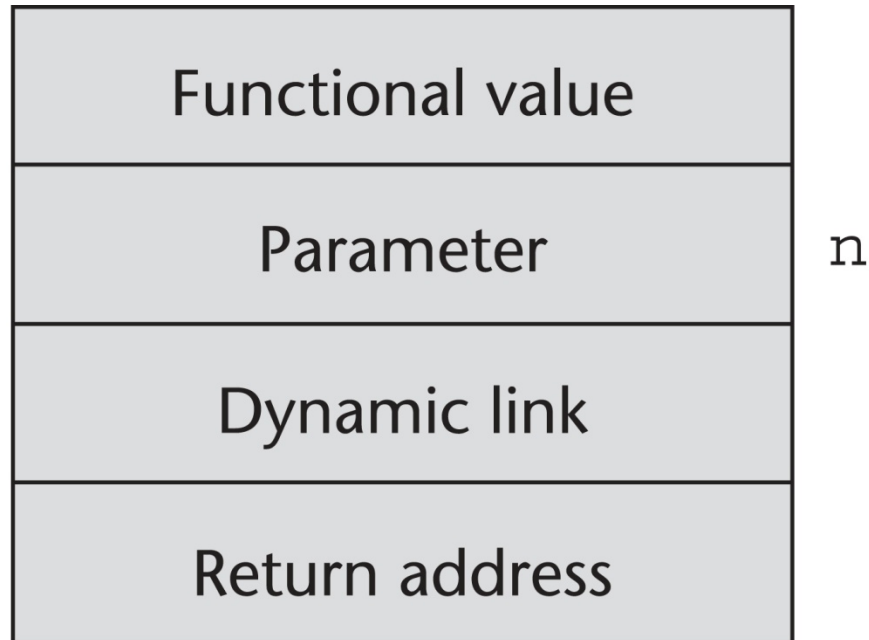 Functional value
Parameter n
Dynamic link
Return address